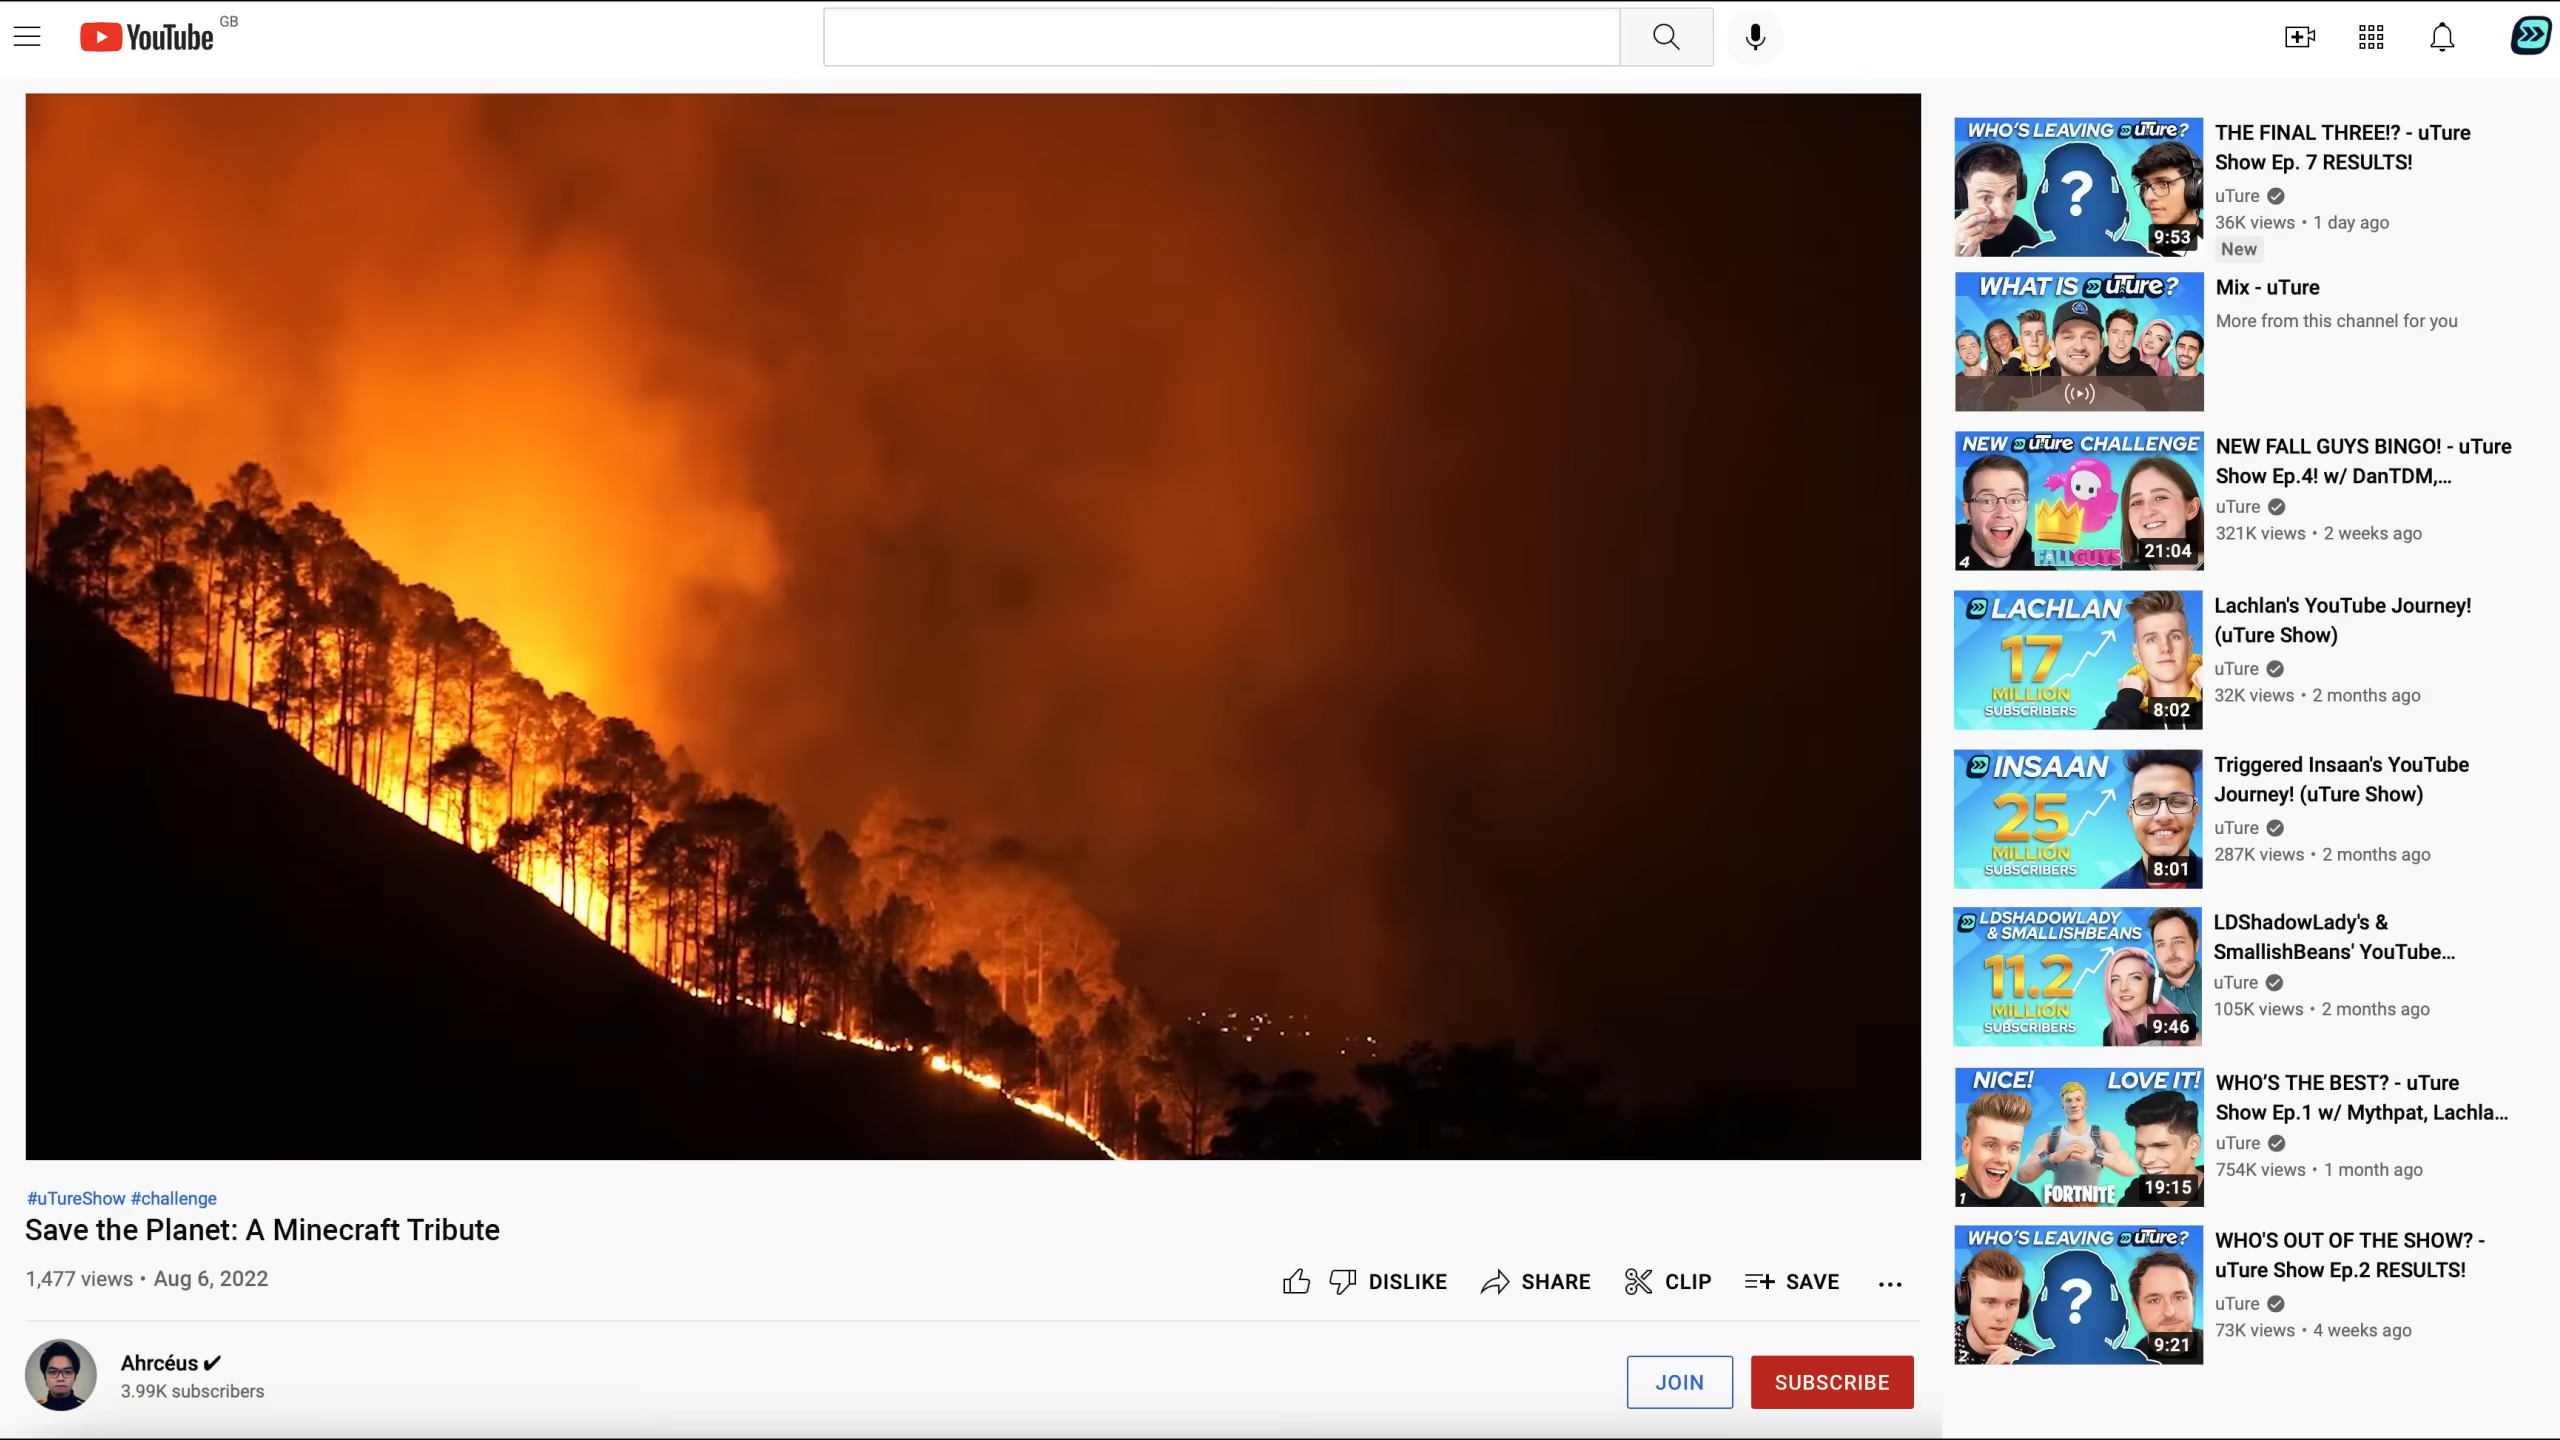 YouTube GB
WHO'S LEAVING uTure?
7
9:53
THE FINAL THREE!? - uTure
Show Ep. 7 RESULTS!
uTure
36K views • 1 day ago
New
WHAT IS uTure?
Mix - uTure
More from this channel for you
NEW uTure CHALLENGE
4
FALL GUYS
21:04
NEW FALL GUYS BINGO! - uTure
Show Ep.4! w/ DanTDM,...
uTure
321K views • 2 weeks ago
LACHLAN
17
MILLION
SUBSCRIBERS
8:02
Lachlan's YouTube Journey!
(uTure Show)
uTure
32K views • 2 months ago
INSAAN
25
MILLION
SUBSCRIBERS
8:01
Triggered Insaan's YouTube
Journey! (uTure Show)
uTure
287K views • 2 months ago
LDSHADOWLADY
& SMALLISHBEANS
11.2
MILLION
SUBSCRIBERS
9:46
LDShadowLady's &
SmallishBeans' YouTube...
uTure
105K views • 2 months ago
NICE! LOVE IT!
1
FORTNITE
19:15
WHO'S THE BEST? - uTure
Show Ep.1 w/ Mythpat, Lachla...
uTure
754K views • 1 month ago
WHO'S LEAVING uTure?
2
9:21
WHO'S OUT OF THE SHOW? -
uTure Show Ep.2 RESULTS!
uTure
73K views • 4 weeks ago
#uTureShow #challenge
Save the Planet: A Minecraft Tribute
1,477 views • Aug 6, 2022
DISLIKE SHARE CLIP SAVE ...
Ahrcéus ✔
3.99K subscribers
JOIN SUBSCRIBE